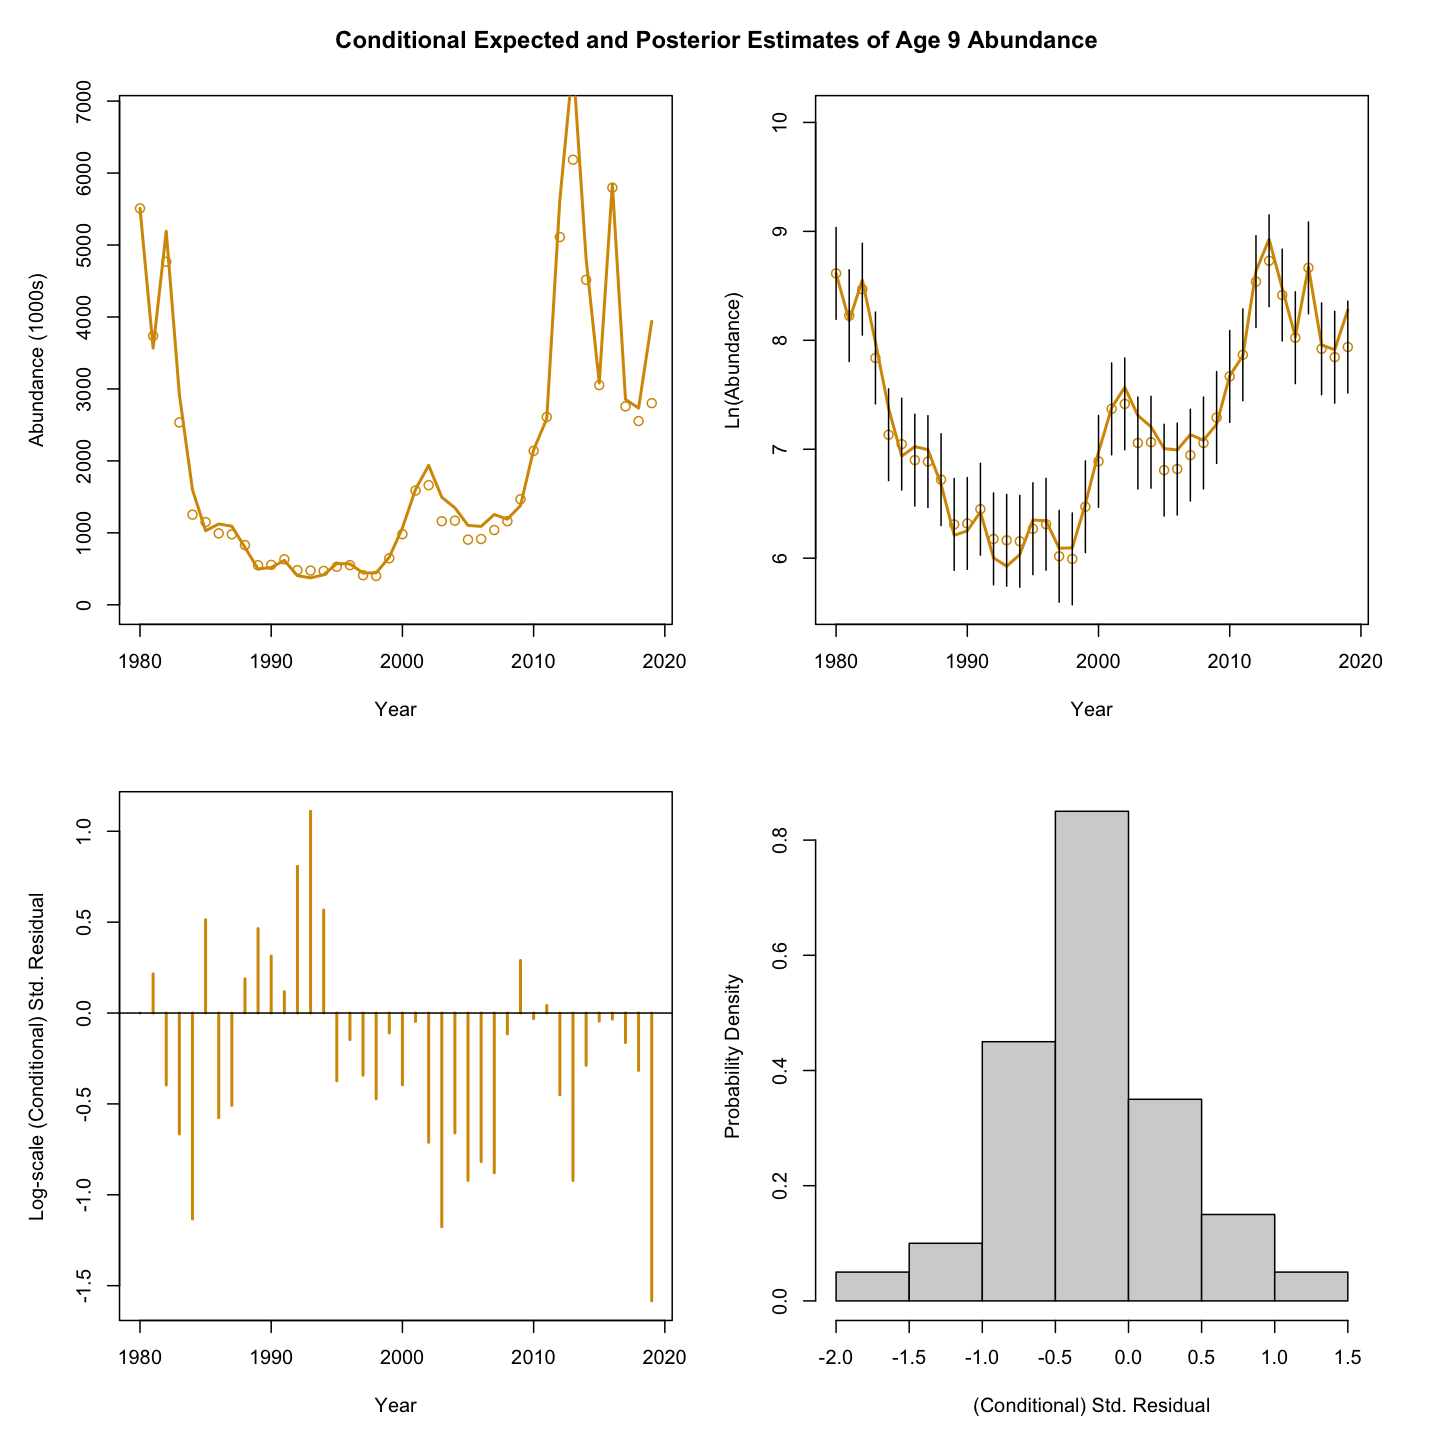 Conditional Expected and Posterior Estimates of Age 9 Abundance
Abundance (1000s)
7000
6000
5000
4000
3000
2000
1000
0
1980 1990 2000 2010 2020
Year
Ln(Abundance)
10
9
8
7
6
1980 1990 2000 2010 2020
Year
Log-scale (Conditional) Std. Residual
1.0
0.5
0.0
-0.5
-1.0
-1.5
1980 1990 2000 2010 2020
Year
Probability Density
0.8
0.6
0.4
0.2
0.0
-2.0 -1.5 -1.0 -0.5 0.0 0.5 1.0 1.5
(Conditional) Std. Residual